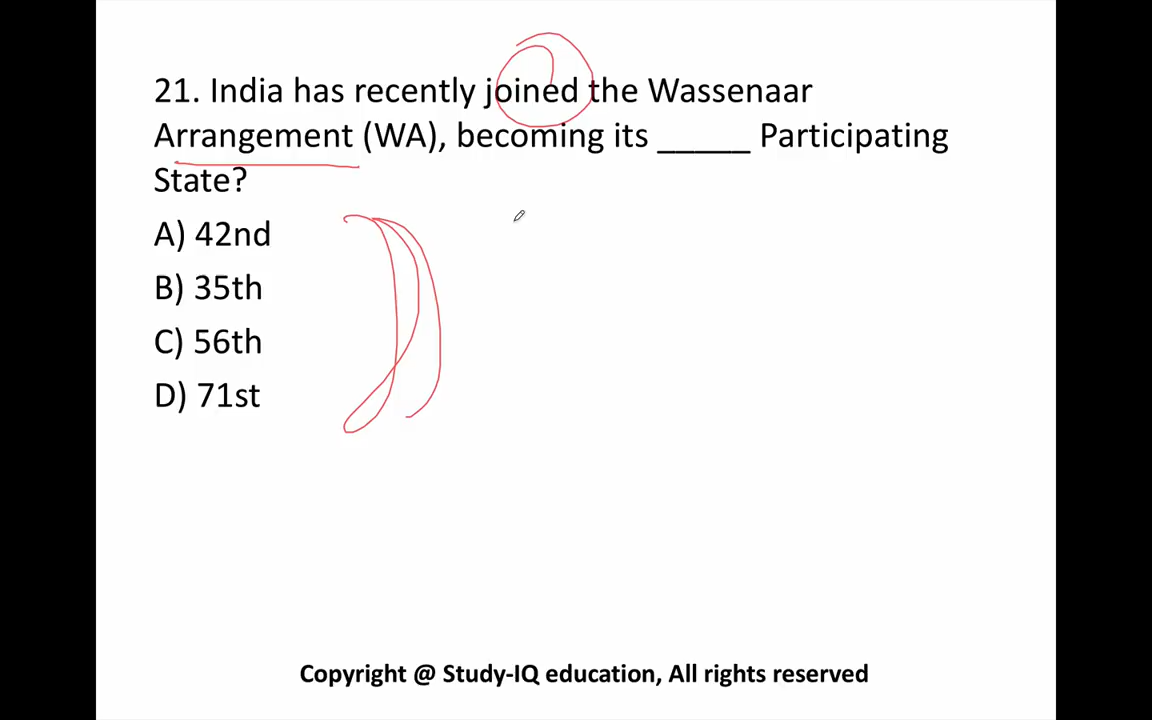 21. India has recently joined the Wassenaar
Arrangement (WA), becoming its _____ Participating
State?
A) 42nd
B) 35th
C) 56th
D) 71st
Copyright @ Study-IQ education, All rights reserved